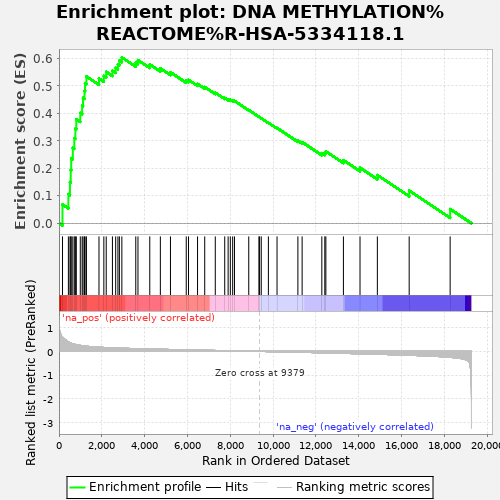 Enrichment plot: DNA METHYLATION%
REACTOME%R-HSA-5334118.1
Enrichment score (ES)
0.6
0.5
0.4
0.3
0.2
0.1
0.0
Ranked list metric (PreRanked)
1
0
-1
-2
-3
'na_pos' (positively correlated)
Zero cross at 9379
'na_neg' (negatively correlated)
0
2,000
4,000
6,000
8,000
10,000
12,000
14,000
16,000
18,000
20,000
Rank in Ordered Dataset
Enrichment profile
Hits
Ranking metric scores